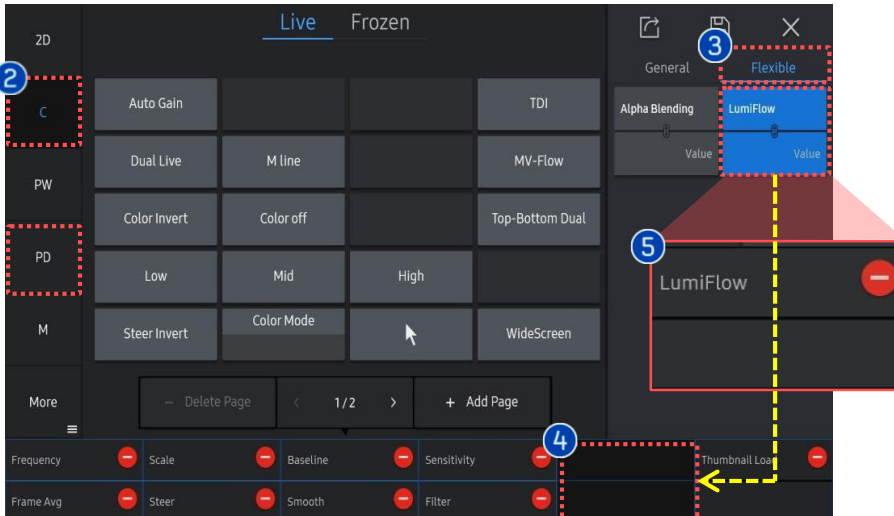 2D
Live Frozen
3
General Flexible
2
C
Auto Gain
TDI
Alpha Blending
LumiFlow
Value
Value
Dual Live
M line
MV-Flow
PW
Color Invert
Color off
Top-Bottom Dual
5
PD
Low
Mid
High
LumiFlow
M
Steer Invert
Color Mode
WideScreen
More
− Delete Page
< 1/2 >
+ Add Page
4
Frequency
Scale
Baseline
Sensitivity
Thumbnail Load
Frame Avg
Steer
Smooth
Filter